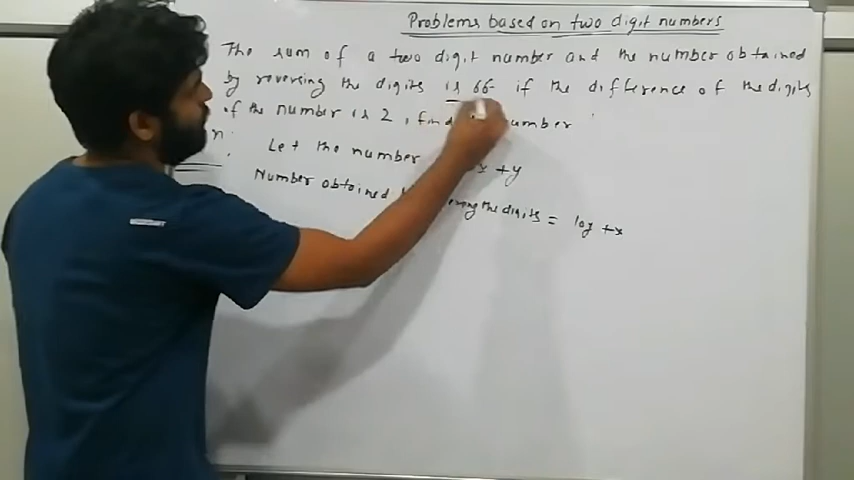 Problems based on two digit numbers
The sum of a two digit number and the number obtained
by reversing the digits is 66 if the difference of the digits
of the number is 2, find number
n:
Let the number x + y
Number obtained the digits = 10y + x